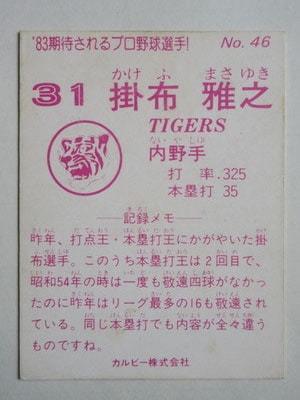 '83期待されるプロ野球選手!
No. 46
かけ ふ まさ ゆき
31 掛布 雅之
TIGERS
ない や しゅ
内野手
打 率.325
本塁打 35
記録メモ
昨年、打点王・本塁打王にかがやいた掛
布選手。このうち本塁打王は2回目で、
昭和54年の時は一度も敬遠四球がなかっ
たのに昨年はリーグ最多の16も敬遠され
ている。同じ本塁打でも内容が全々違う
ものですね。
カルビー株式会社